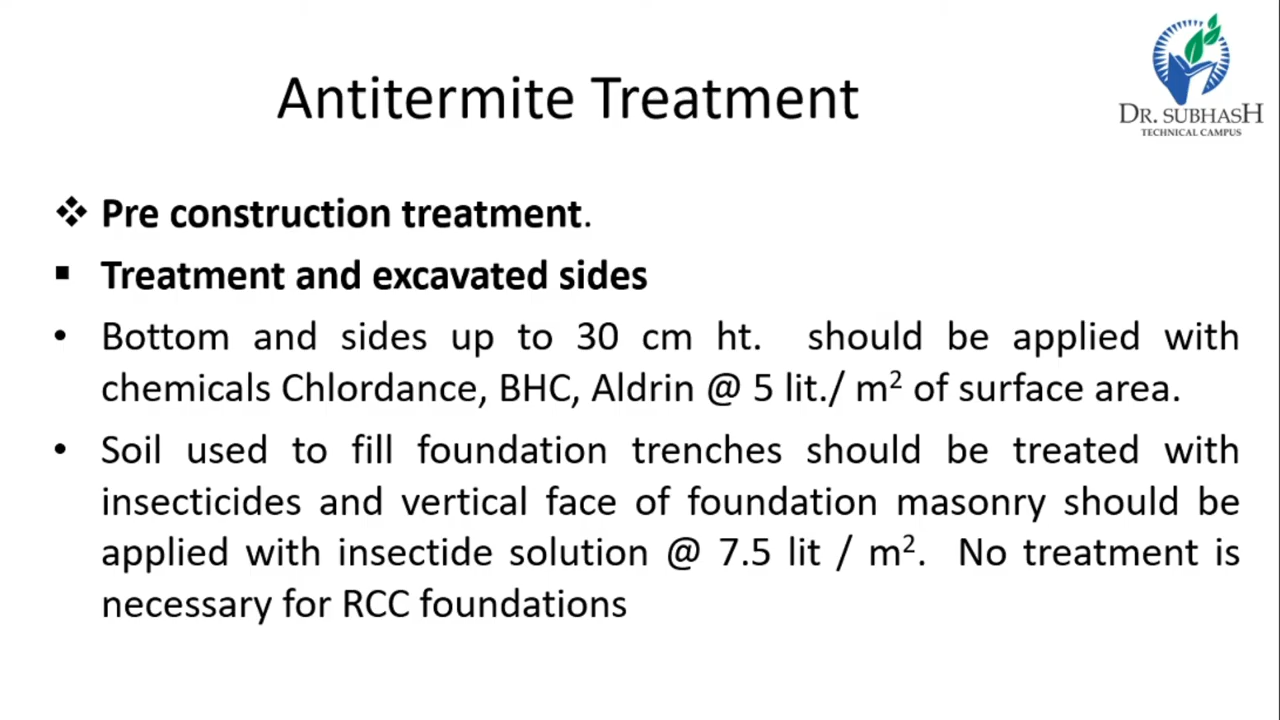 DR. SUBHASH
TECHNICAL CAMPUS
Antitermite Treatment
❖ Pre construction treatment.
▪ Treatment and excavated sides
• Bottom and sides up to 30 cm ht. should be applied with
chemicals Chlordance, BHC, Aldrin @ 5 lit./ m² of surface area.
• Soil used to fill foundation trenches should be treated with
insecticides and vertical face of foundation masonry should be
applied with insectide solution @ 7.5 lit / m². No treatment is
necessary for RCC foundations